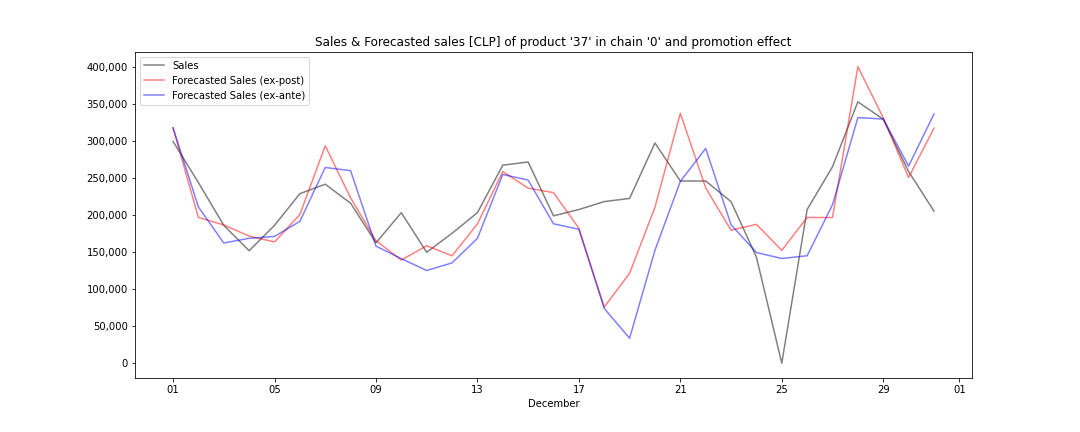 Sales & Forecasted sales [CLP] of product '37' in chain '0' and promotion effect
Sales
Forecasted Sales (ex-post)
Forecasted Sales (ex-ante)
400,000
350,000
300,000
250,000
200,000
150,000
100,000
50,000
0
01 05 09 13 17 21 25 29 01
December